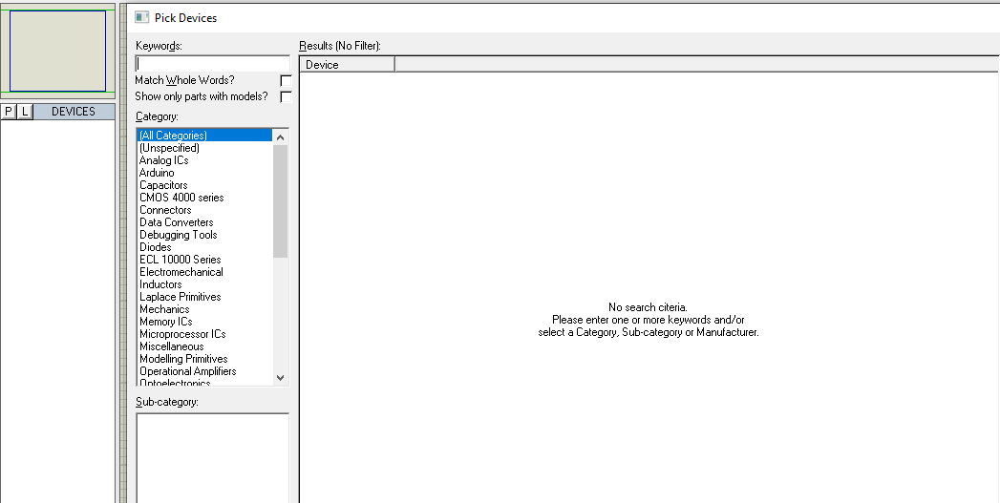 Pick Devices
Keywords:
Results (No Filter):
Device
Match Whole Words?
Show only parts with models?
P L DEVICES
Category:
(All Categories)
(Unspecified)
Analog ICs
Arduino
Capacitors
CMOS 4000 series
Connectors
Data Converters
Debugging Tools
Diodes
ECL 10000 Series
Electromechanical
Inductors
Laplace Primitives
Mechanics
Memory ICs
Microprocessor ICs
Miscellaneous
Modelling Primitives
Operational Amplifiers
Optoelectronics
No search citeria.
Please enter one or more keywords and/or
select a Category, Sub-category or Manufacturer.
Sub-category: